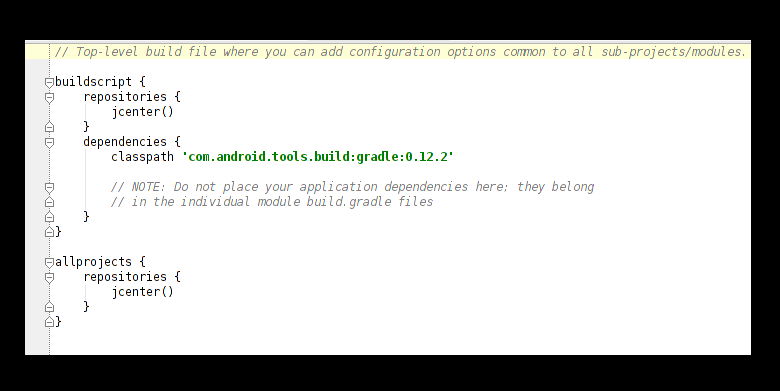 // Top-level build file where you can add configuration options common to all sub-projects/modules.
buildscript {
repositories {
jcenter()
}
dependencies {
classpath 'com.android.tools.build:gradle:0.12.2'
// NOTE: Do not place your application dependencies here; they belong
// in the individual module build.gradle files
}
}
allprojects {
repositories {
jcenter()
}
}